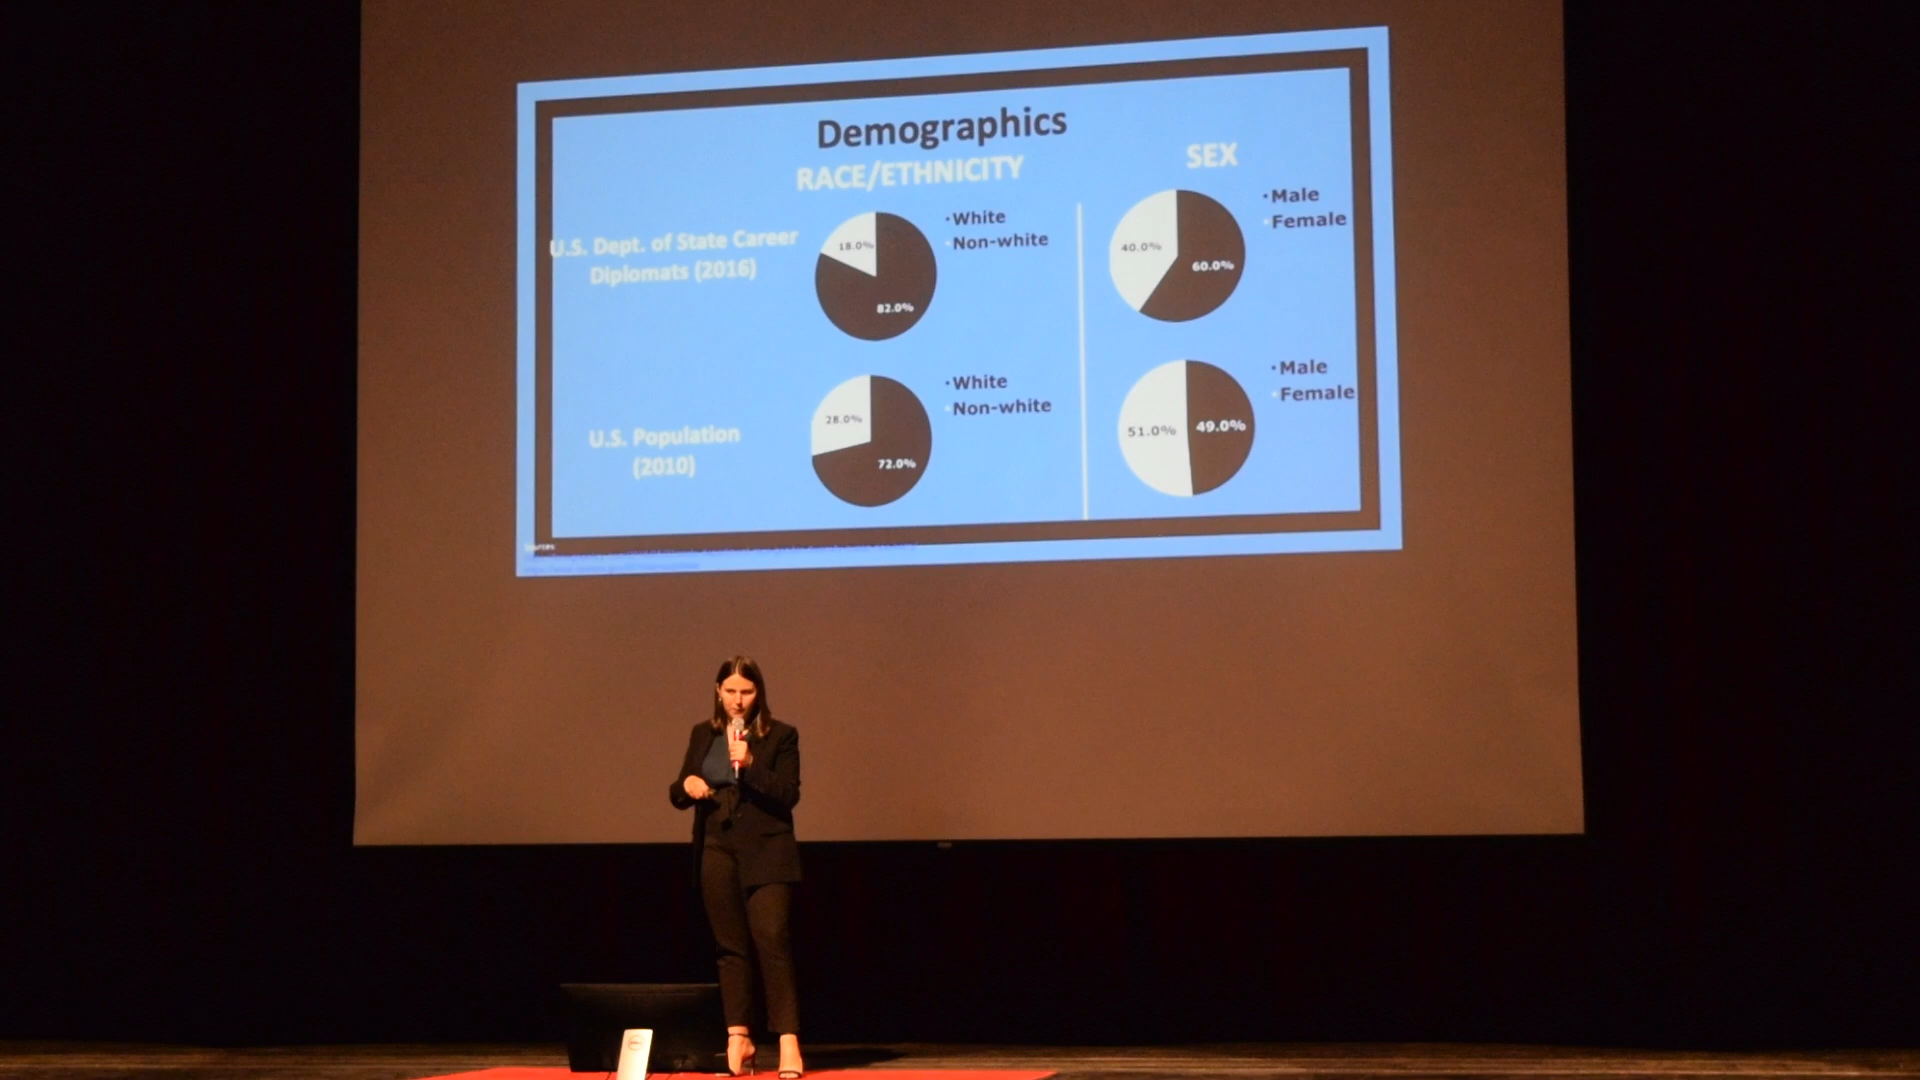 Demographics
RACE/ETHNICITY
SEX
U.S. Dept. of State Career
Diplomats (2016)
18.0%
82.0%
White
Non-white
40.0%
60.0%
Male
Female
U.S. Population
(2010)
28.0%
72.0%
White
Non-white
51.0%
49.0%
Male
Female